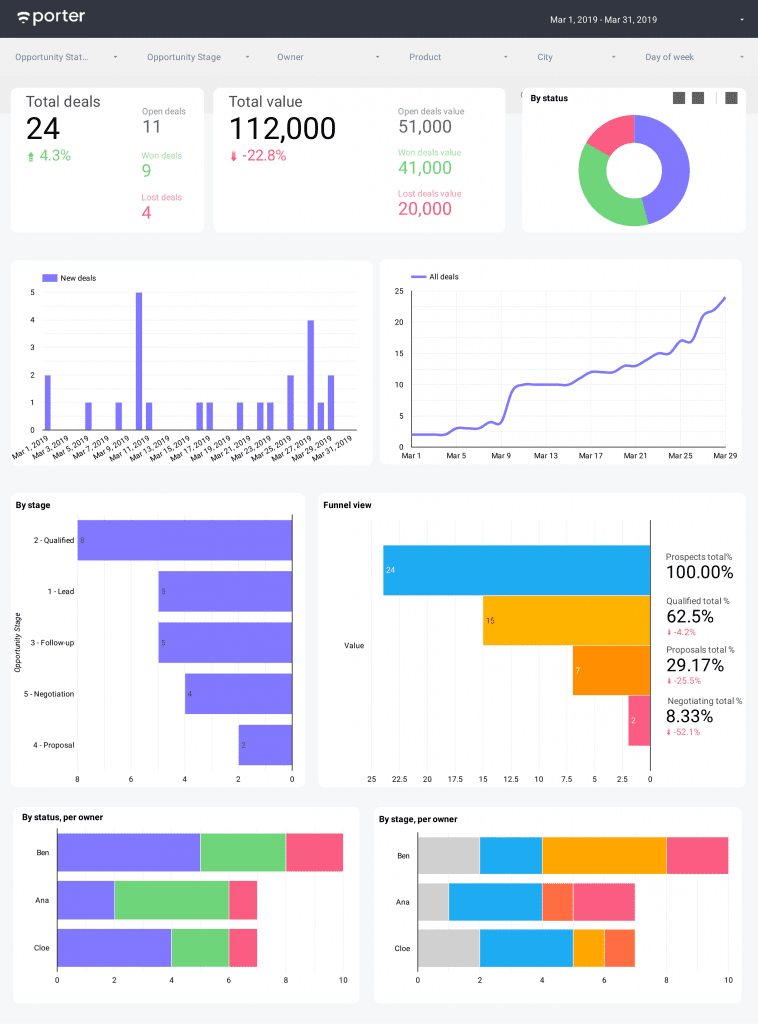 porter
Mar 1, 2019 - Mar 31, 2019
Opportunity Stat...
Opportunity Stage
Owner
Product
City
Day of week
Total deals
24
4.3%
Open deals
11
Won deals
9
Lost deals
4
Total value
112,000
-22.8%
Open deals value
51,000
Won deals value
41,000
Lost deals value
20,000
By status
New deals
5
4
3
2
1
0
Mar 1, 2019
Mar 3, 2019
Mar 5, 2019
Mar 7, 2019
Mar 9, 2019
Mar 11, 2019
Mar 13, 2019
Mar 15, 2019
Mar 17, 2019
Mar 19, 2019
Mar 21, 2019
Mar 23, 2019
Mar 25, 2019
Mar 27, 2019
Mar 29, 2019
Mar 31, 2019
All deals
25
20
15
10
5
0
Mar 1 Mar 5 Mar 9 Mar 13 Mar 17 Mar 21 Mar 25 Mar 29
By stage
Opportunity Stage
2 - Qualified 8
1 - Lead 5
3 - Follow-up 5
5 - Negotiation 4
4 - Proposal 2
8 6 4 2 0
Funnel view
Value
24
15
7
2
25 22.5 20 17.5 15 12.5 10 7.5 5 2.5 0
Prospects total%
100.00%
Qualified total %
62.5%
-4.2%
Proposals total %
29.17%
-25.5%
Negotiating total %
8.33%
-52.1%
By status, per owner
Ben
Ana
Cloe
0 2 4 6 8 10
By stage, per owner
Ben
Ana
Cloe
0 2 4 6 8 10